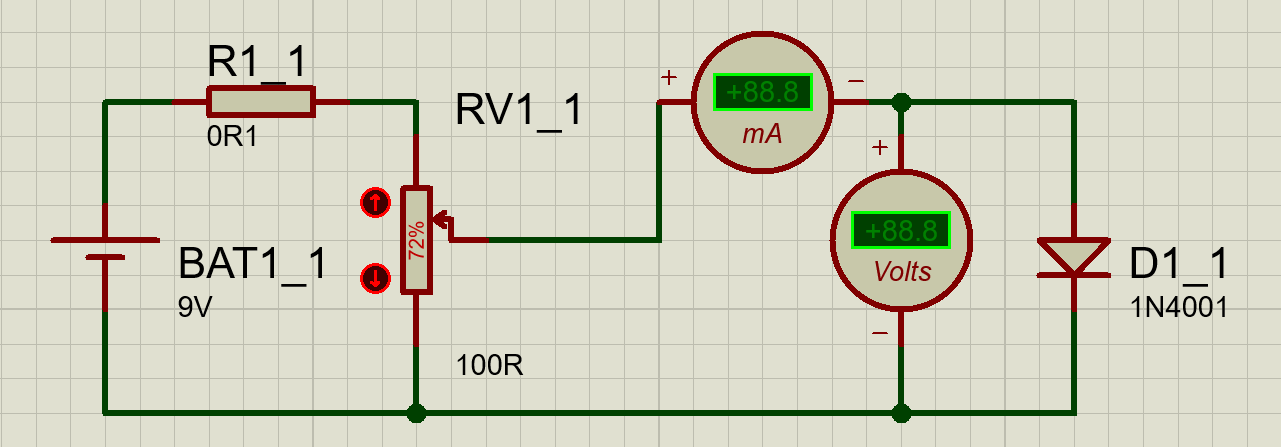 R1_1
0R1
RV1_1
100R
72%
BAT1_1
9V
+
−
+88.8
mA
+
−
+88.8
Volts
D1_1
1N4001